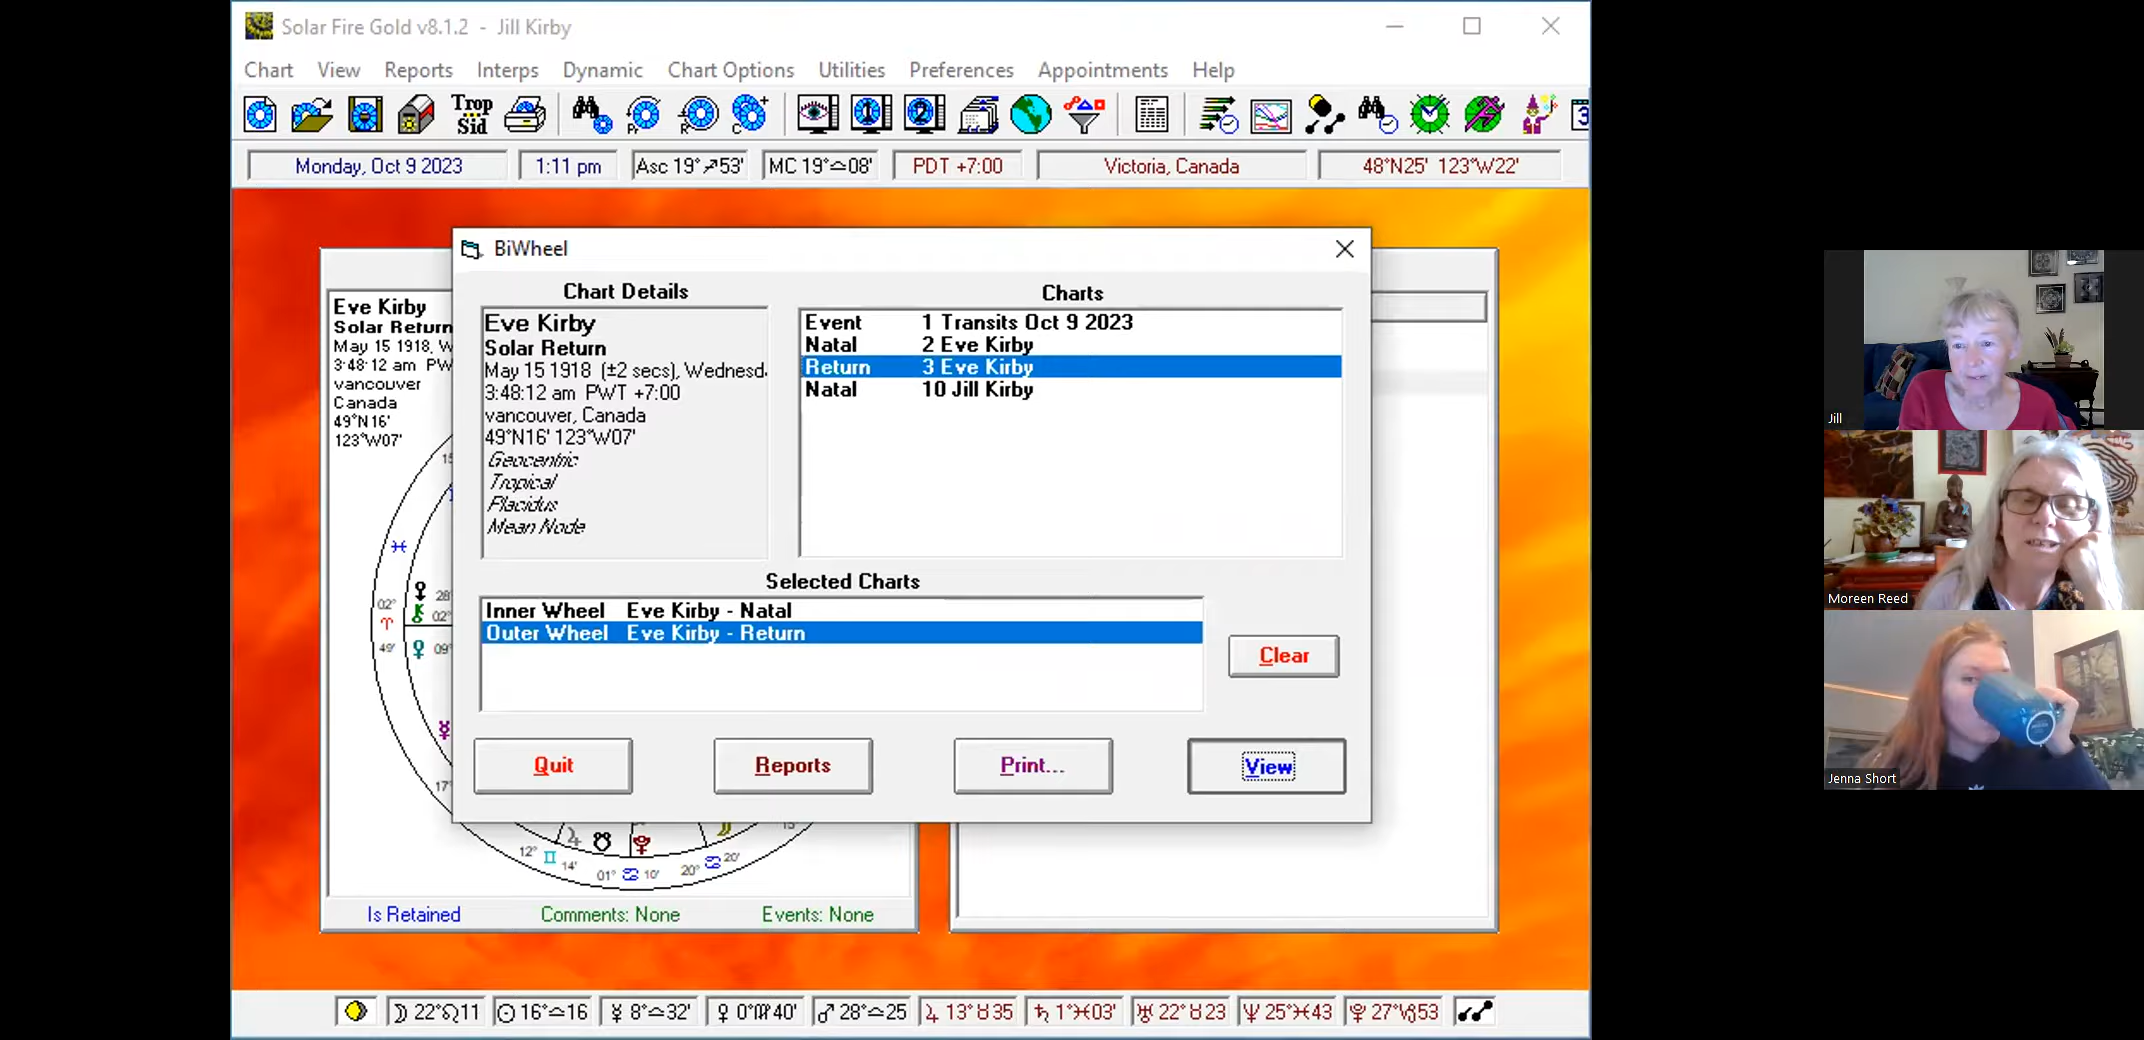 Solar Fire Gold v8.1.2 - Jill Kirby
Chart View Reports Interps Dynamic Chart Options Utilities Preferences Appointments Help
Trop
Sid
Monday, Oct 9 2023 1:11 pm Asc 19°♐53' MC 19°♎08' PDT +7:00 Victoria, Canada 48°N25' 123°W22'
BiWheel
Chart Details
Eve Kirby
Solar Return
May 15 1918 (±2 secs), Wednesd
3:48:12 am PWT +7:00
vancouver, Canada
49°N16' 123°W07'
Geocentric
Tropical
Placidus
Mean Node
Charts
Event 1 Transits Oct 9 2023
Natal 2 Eve Kirby
Return 3 Eve Kirby
Natal 10 Jill Kirby
Selected Charts
Inner Wheel Eve Kirby - Natal
Outer Wheel Eve Kirby - Return
Clear
Quit Reports Print... View
Eve Kirby
Solar Return
May 15 1918, W
3:48:12 am PW
vancouver
Canada
49°N16'
123°W07'
02° ♈ 49'
12° ♊ 14'
01° ♋ 10'
20° ♋ 20'
Is Retained Comments: None Events: None
☽ 22°♌11 ☉ 16°♎16 ☿ 8°♎32' ♀ 0°♍40' ♂ 28°♎25 ♃ 13°♉35 ♄ 1°♓03' ♅ 22°♉23 ♆ 25°♓43 ♇ 27°♑53
Jill
Moreen Reed
Jenna Short